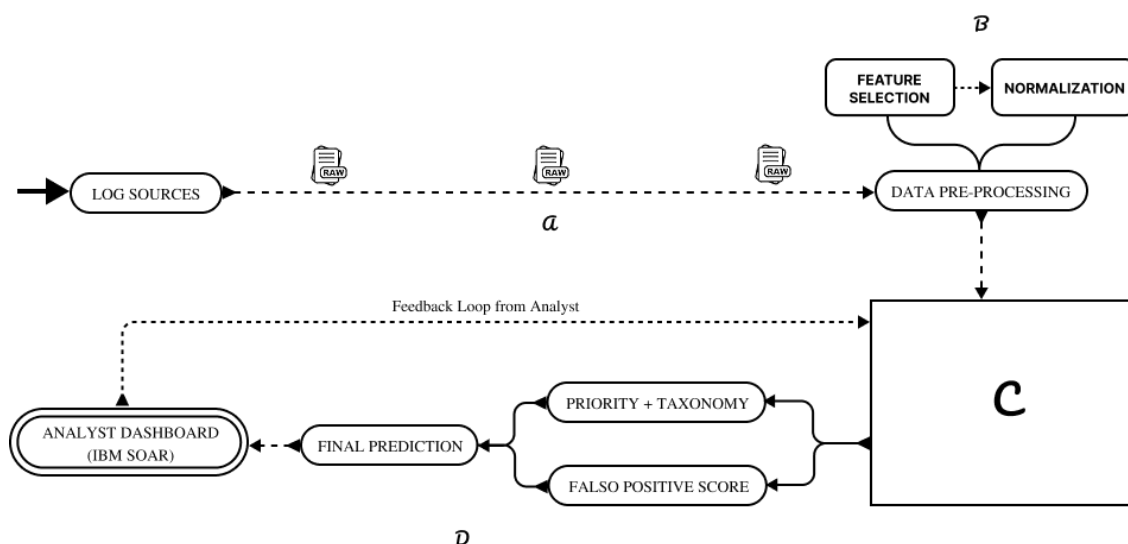 B
FEATURE
SELECTION
NORMALIZATION
RAW
RAW
RAW
LOG SOURCES
DATA PRE-PROCESSING
a
Feedback Loop from Analyst
C
PRIORITY + TAXONOMY
ANALYST DASHBOARD
(IBM SOAR)
FINAL PREDICTION
FALSO POSITIVE SCORE
D